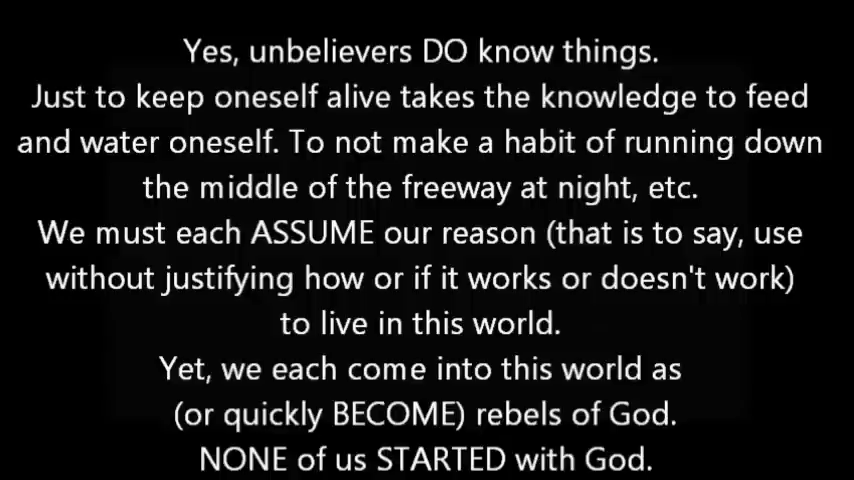 Yes, unbelievers DO know things.
Just to keep oneself alive takes the knowledge to feed
and water oneself. To not make a habit of running down
the middle of the freeway at night, etc.
We must each ASSUME our reason (that is to say, use
without justifying how or if it works or doesn't work)
to live in this world.
Yet, we each come into this world as
(or quickly BECOME) rebels of God.
NONE of us STARTED with God.